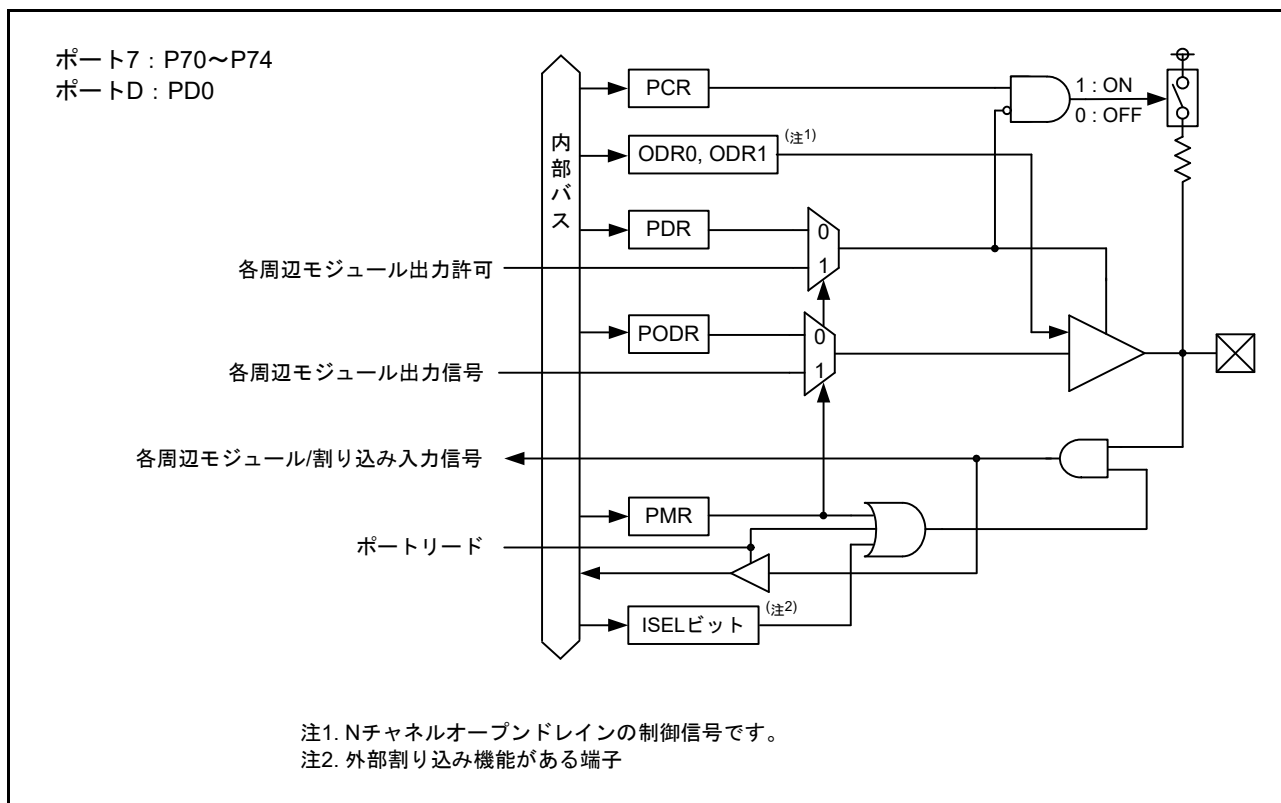 ポート7：P70～P74
ポートD：PD0
内部バス
PCR
1 : ON
0 : OFF
ODR0, ODR1
(注1)
PDR
0
1
各周辺モジュール出力許可
PODR
0
1
各周辺モジュール出力信号
各周辺モジュール/割り込み入力信号
PMR
ポートリード
ISELビット
(注2)
注1. Nチャネルオープンドレインの制御信号です。
注2. 外部割り込み機能がある端子